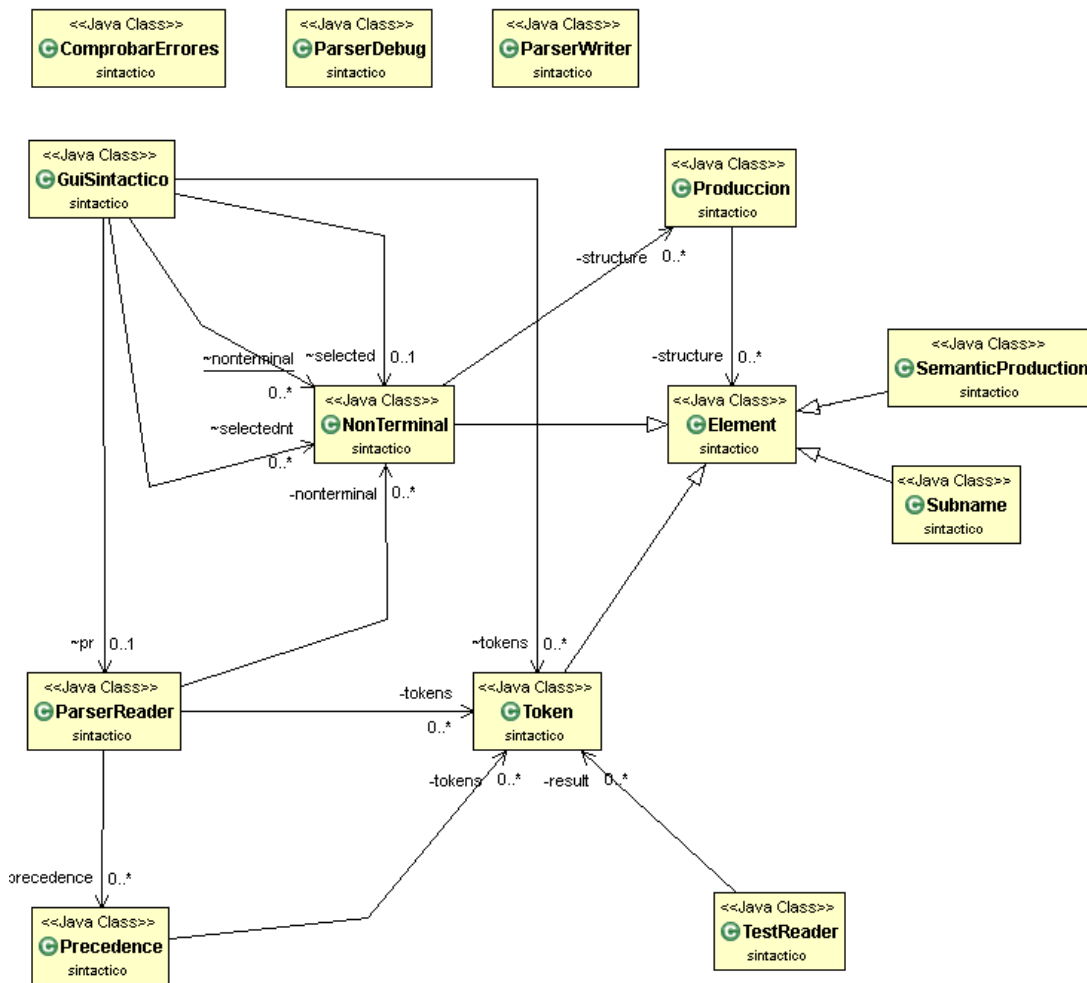 <<Java Class>>
ComprobarErrores
sintactico
<<Java Class>>
ParserDebug
sintactico
<<Java Class>>
ParserWriter
sintactico
<<Java Class>>
GuiSintactico
sintactico
<<Java Class>>
Produccion
sintactico
-structure
0..*
~nonterminal
0..*
~selected
0..1
-structure
0..*
<<Java Class>>
SemanticProduction
sintactico
<<Java Class>>
NonTerminal
sintactico
<<Java Class>>
Element
sintactico
~selectednt
0..*
-nonterminal
0..*
<<Java Class>>
Subname
sintactico
~pr
0..1
~tokens
0..*
<<Java Class>>
ParserReader
sintactico
-tokens
0..*
<<Java Class>>
Token
sintactico
-tokens
0..*
-result
0..*
precedence
0..*
<<Java Class>>
Precedence
sintactico
<<Java Class>>
TestReader
sintactico